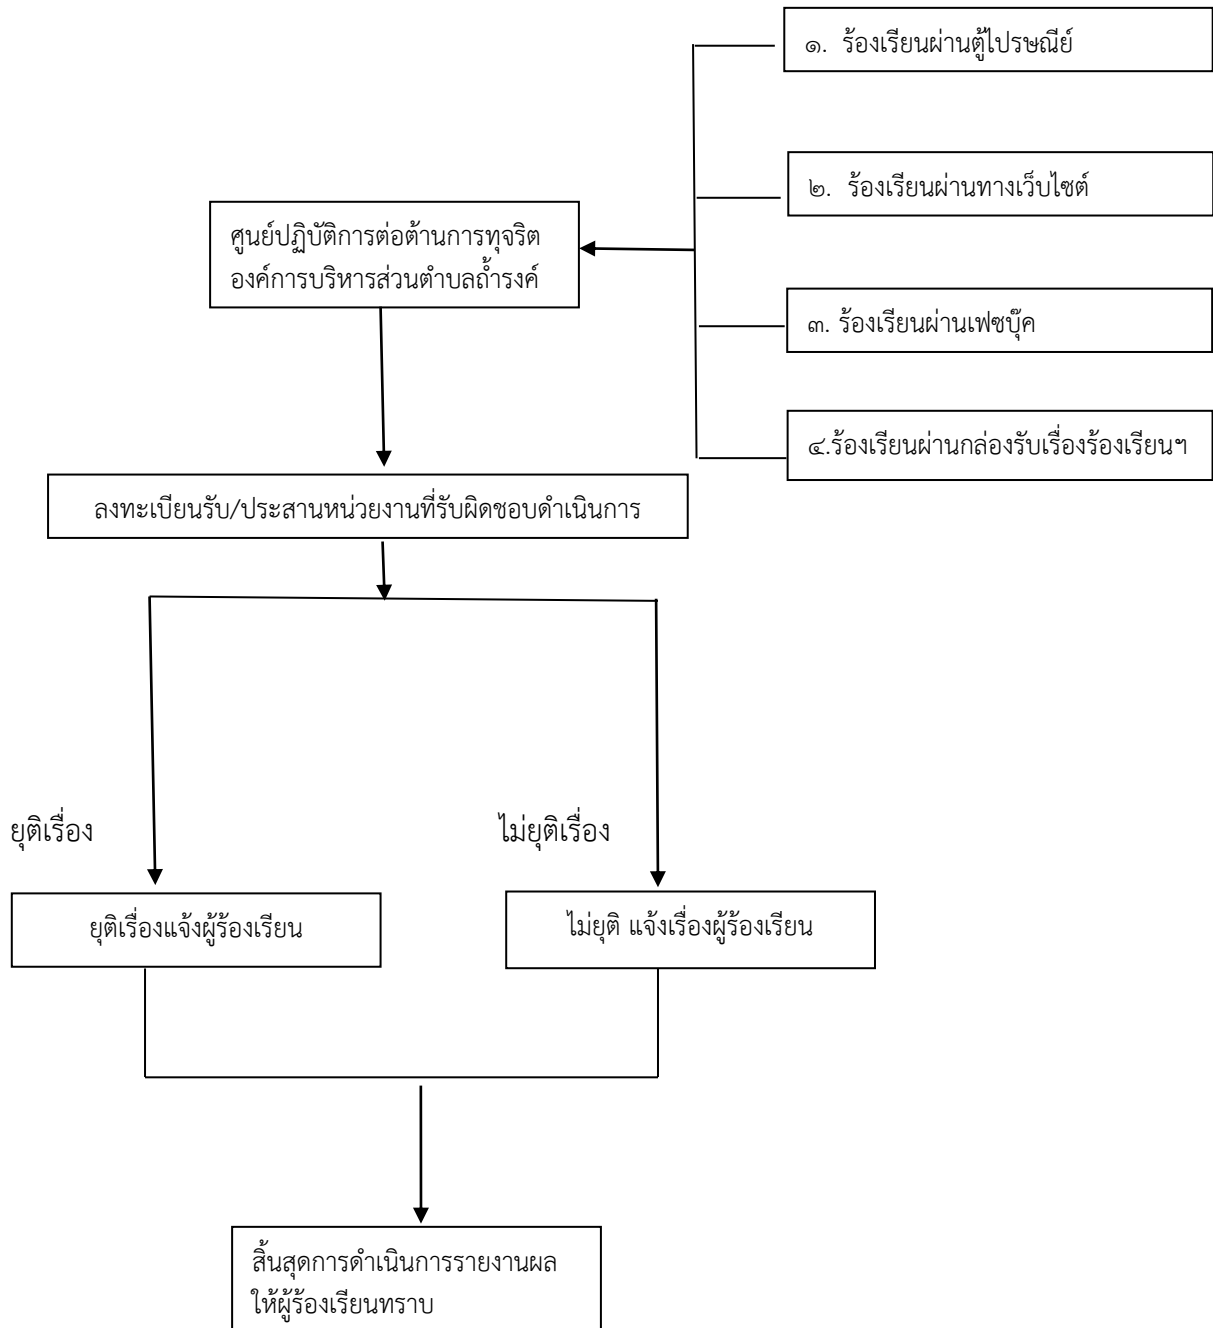 ๑. ร้องเรียนผ่านตู้ไปรษณีย์
๒. ร้องเรียนผ่านทางเว็บไซต์
ศูนย์ปฏิบัติการต่อต้านการทุจริต
องค์การบริหารส่วนตำบลถ้ำรงค์
๓. ร้องเรียนผ่านเฟซบุ๊ค
๔.ร้องเรียนผ่านกล่องรับเรื่องร้องเรียนฯ
ลงทะเบียนรับ/ประสานหน่วยงานที่รับผิดชอบดำเนินการ
ยุติเรื่อง
ไม่ยุติเรื่อง
ยุติเรื่องแจ้งผู้ร้องเรียน
ไม่ยุติ แจ้งเรื่องผู้ร้องเรียน
สิ้นสุดการดำเนินการรายงานผล
ให้ผู้ร้องเรียนทราบ